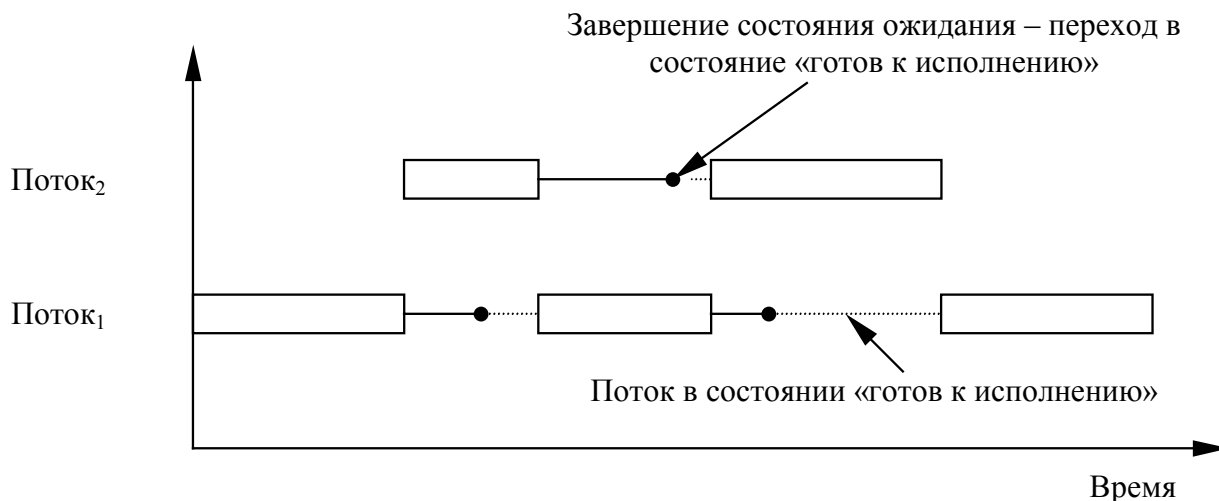 Завершение состояния ожидания – переход в
состояние «готов к исполнению»
Поток₂
Поток₁
Поток в состоянии «готов к исполнению»
Время